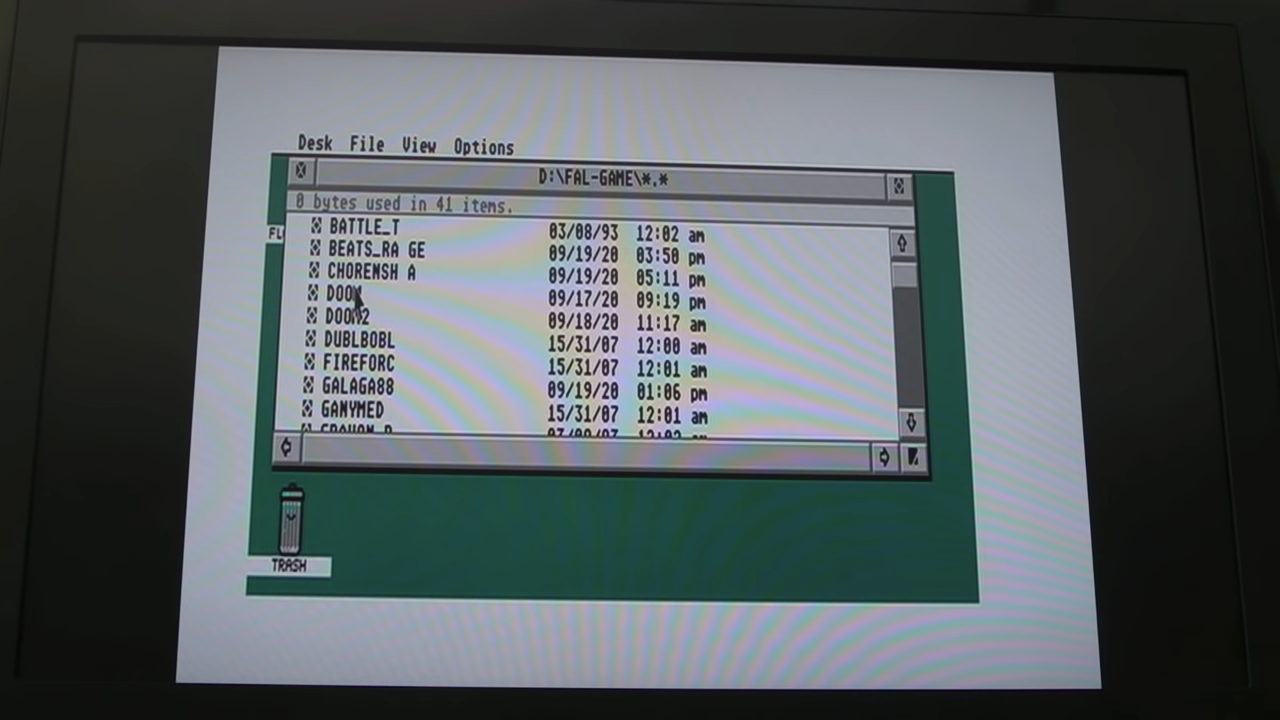 Desk File View Options
D:\FAL-GAME\*.*
0 bytes used in 41 items.
BATTLE_T 03/08/93 12:02 am
BEATS_RA GE 09/19/20 03:50 pm
CHORENSH A 09/19/20 05:11 pm
DOOM 09/17/20 09:19 pm
DOOM2 09/18/20 11:17 am
DUBLBOBL 15/31/07 12:00 am
FIREFORC 15/31/07 12:01 am
GALAGA88 09/19/20 01:06 pm
GANYMED 15/31/07 12:01 am
TRASH